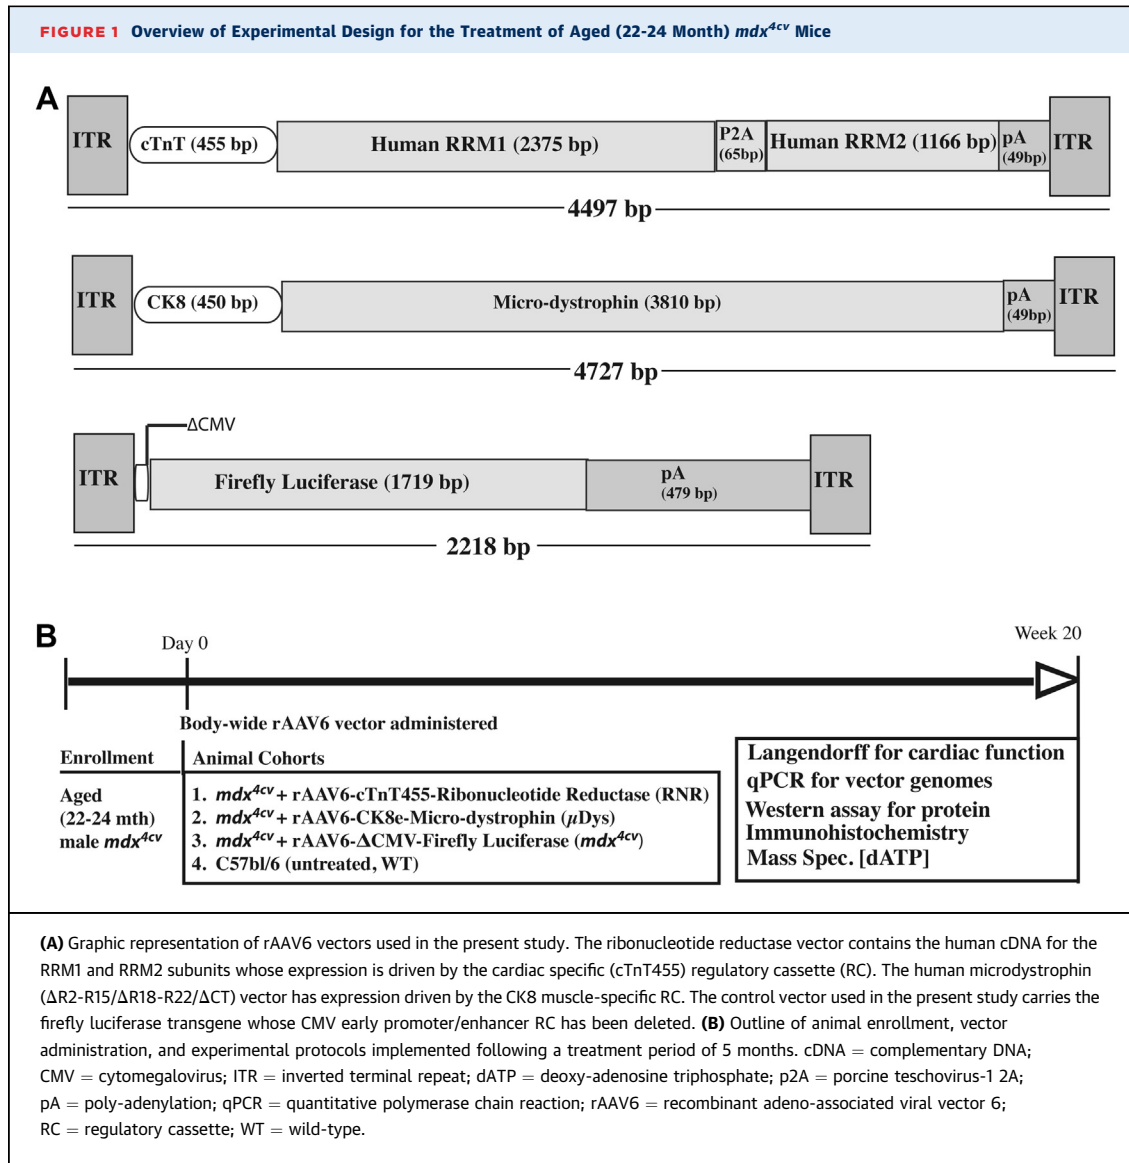 FIGURE 1 Overview of Experimental Design for the Treatment of Aged (22-24 Month) mdx4cv Mice
A
ITR
cTnT (455 bp)
Human RRM1 (2375 bp)
P2A
(65bp)
Human RRM2 (1166 bp)
pA
(49bp)
ITR
4497 bp
ITR
CK8 (450 bp)
Micro-dystrophin (3810 bp)
pA
(49bp)
ITR
4727 bp
ΔCMV
ITR
Firefly Luciferase (1719 bp)
pA
(479 bp)
ITR
2218 bp
B
Day 0
Week 20
Body-wide rAAV6 vector administered
Enrollment
Aged
(22-24 mth)
male mdx4cv
Animal Cohorts
1. mdx4cv + rAAV6-cTnT455-Ribonucleotide Reductase (RNR)
2. mdx4cv + rAAV6-CK8e-Micro-dystrophin (µDys)
3. mdx4cv + rAAV6-ΔCMV-Firefly Luciferase (mdx4cv)
4. C57bl/6 (untreated, WT)
Langendorff for cardiac function
qPCR for vector genomes
Western assay for protein
Immunohistochemistry
Mass Spec. [dATP]
(A) Graphic representation of rAAV6 vectors used in the present study. The ribonucleotide reductase vector contains the human cDNA for the
RRM1 and RRM2 subunits whose expression is driven by the cardiac specific (cTnT455) regulatory cassette (RC). The human microdystrophin
(ΔR2-R15/ΔR18-R22/ΔCT) vector has expression driven by the CK8 muscle-specific RC. The control vector used in the present study carries the
firefly luciferase transgene whose CMV early promoter/enhancer RC has been deleted. (B) Outline of animal enrollment, vector
administration, and experimental protocols implemented following a treatment period of 5 months. cDNA = complementary DNA;
CMV = cytomegalovirus; ITR = inverted terminal repeat; dATP = deoxy-adenosine triphosphate; p2A = porcine teschovirus-1 2A;
pA = poly-adenylation; qPCR = quantitative polymerase chain reaction; rAAV6 = recombinant adeno-associated viral vector 6;
RC = regulatory cassette; WT = wild-type.